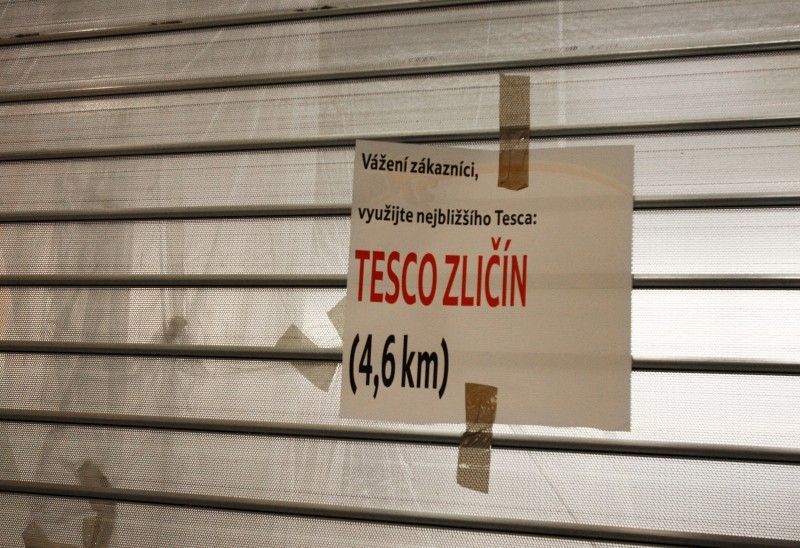 Vážení zákazníci,
využijte nejbližšího Tesca:
TESCO ZLIČÍN
(4,6 km)